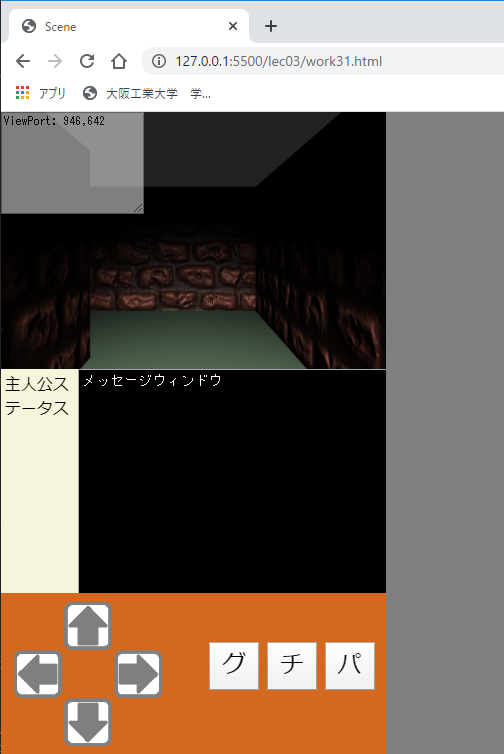 Scene
127.0.0.1:5500/lec03/work31.html
アプリ 大阪工業大学 学...
ViewPort: 946,642
主人公ス
テータス
メッセージウィンドウ
グ チ パ